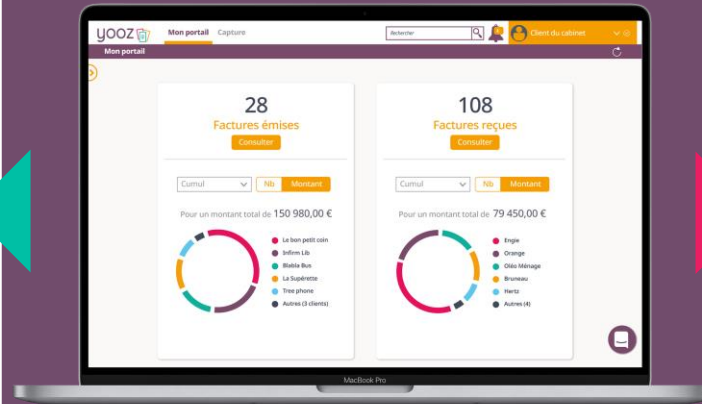 yooz
Mon portail Capture
Rechercher
Client du cabinet
Mon portail
28
Factures émises
Consulter
Cumul Nb Montant
Pour un montant total de 150 980,00 €
Le bon petit coin
Infirm Lib
Blabla Bus
La Supérette
Tree phone
Autres (3 clients)
108
Factures reçues
Consulter
Cumul Nb Montant
Pour un montant total de 79 450,00 €
Engie
Orange
Olés Ménage
Bruneau
Hertz
Autres (4)
MacBook Pro